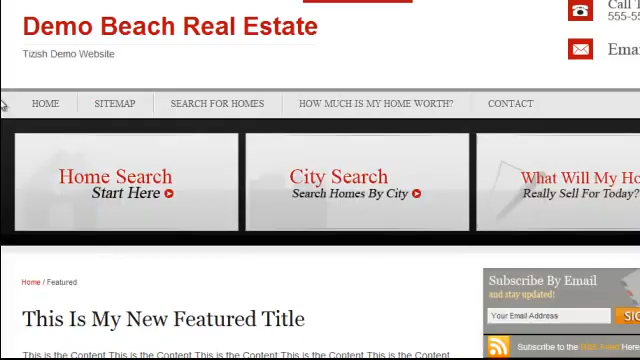 Demo Beach Real Estate
Tizish Demo Website
Call
555-5
Ema
HOME SITEMAP SEARCH FOR HOMES HOW MUCH IS MY HOME WORTH? CONTACT
Home Search
Start Here
City Search
Search Homes By City
What Will My Ho
Really Sell For Today?
Home / Featured
This Is My New Featured Title
This is the Content This is the Content This is the Content This is the Content
Subscribe By Email
and stay updated!
Your Email Address
SIG
Subscribe to the RSS Feed Here